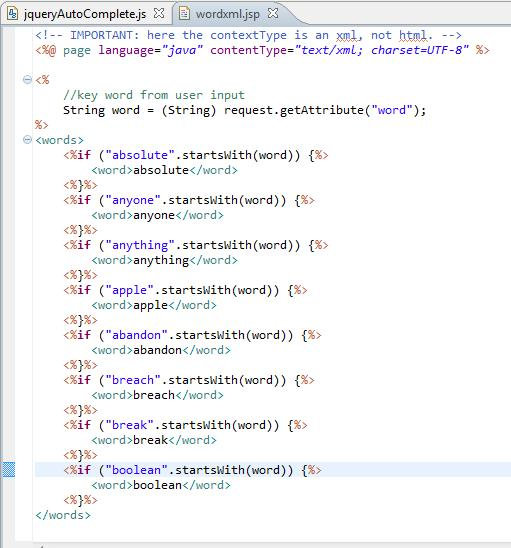 jqueryAutoComplete.js wordxml.jsp
<!-- IMPORTANT: here the contextType is an xml, not html. -->
<%@ page language="java" contentType="text/xml; charset=UTF-8" %>
<%
//key word from user input
String word = (String) request.getAttribute("word");
%>
<words>
<%if ("absolute".startsWith(word)) {%>
<word>absolute</word>
<%}%>
<%if ("anyone".startsWith(word)) {%>
<word>anyone</word>
<%}%>
<%if ("anything".startsWith(word)) {%>
<word>anything</word>
<%}%>
<%if ("apple".startsWith(word)) {%>
<word>apple</word>
<%}%>
<%if ("abandon".startsWith(word)) {%>
<word>abandon</word>
<%}%>
<%if ("breach".startsWith(word)) {%>
<word>breach</word>
<%}%>
<%if ("break".startsWith(word)) {%>
<word>break</word>
<%}%>
<%if ("boolean".startsWith(word)) {%>
<word>boolean</word>
<%}%>
</words>